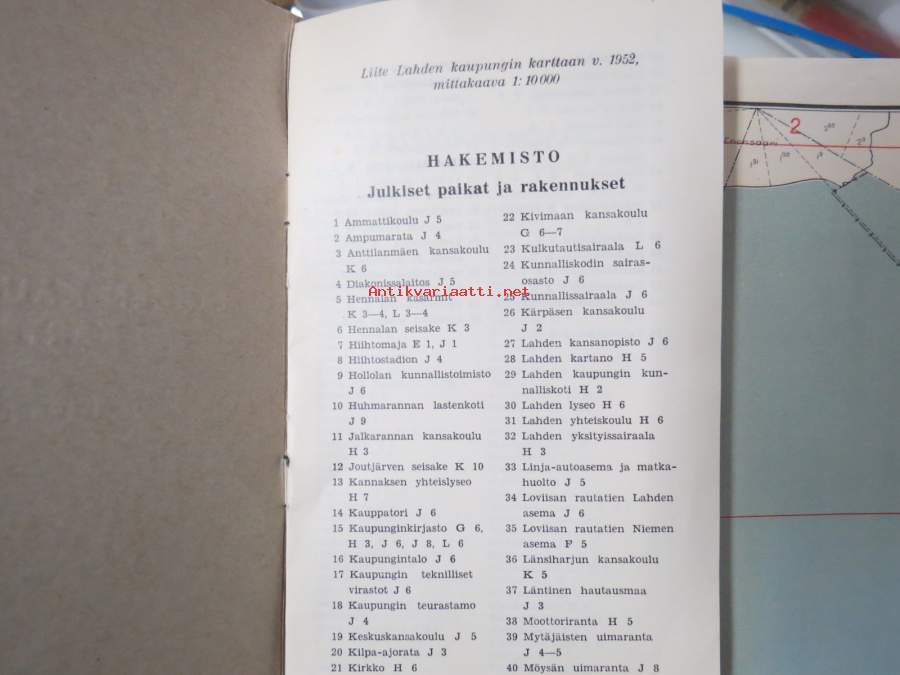 Liite Lahden kaupungin karttaan v. 1952,
mittakaava 1:10 000
HAKEMISTO
Julkiset paikat ja rakennukset
1 Ammattikoulu J 5
2 Ampumarata J 4
3 Anttilanmäen kansakoulu
K 6
4 Diakonissalaitos J 5
5 Hennalan kasarmit
K 3—4, L 3—4
6 Hennalan seisake K 3
7 Hiihtomaja E 1, J 1
8 Hiihtostadion J 4
9 Hollolan kunnallistoimisto
J 6
10 Huhmarannan lastenkoti
J 9
11 Jalkarannan kansakoulu
H 3
12 Joutjärven seisake K 10
13 Kannaksen yhteislyseo
H 7
14 Kauppatori J 6
15 Kaupunginkirjasto G 6,
H 3, J 6, J 8, L 6
16 Kaupungintalo J 6
17 Kaupungin teknilliset
virastot J 6
18 Kaupungin teurastamo
J 4
19 Keskuskansakoulu J 5
20 Kilpa-ajorata J 3
21 Kirkko H 6
22 Kivimaan kansakoulu
G 6—7
23 Kulkutautisairaala L 6
24 Kunnalliskodin sairas-
osasto J 6
25 Kunnallissairaala J 6
26 Kärpäsen kansakoulu
J 2
27 Lahden kansanopisto J 6
28 Lahden kartano H 5
29 Lahden kaupungin kun-
nalliskoti H 2
30 Lahden lyseo H 6
31 Lahden yhteiskoulu H 6
32 Lahden yksityissairaala
H 3
33 Linja-autoasema ja matka-
huolto J 5
34 Loviisan rautatien Lahden
asema J 6
35 Loviisan rautatien Niemen
asema F 5
36 Länsiharjun kansakoulu
K 5
37 Läntinen hautausmaa
J 3
38 Moottoriranta H 5
39 Mytäjäisten uimaranta
J 4—5
40 Möysän uimaranta J 8
Antikvariaatti.net
2